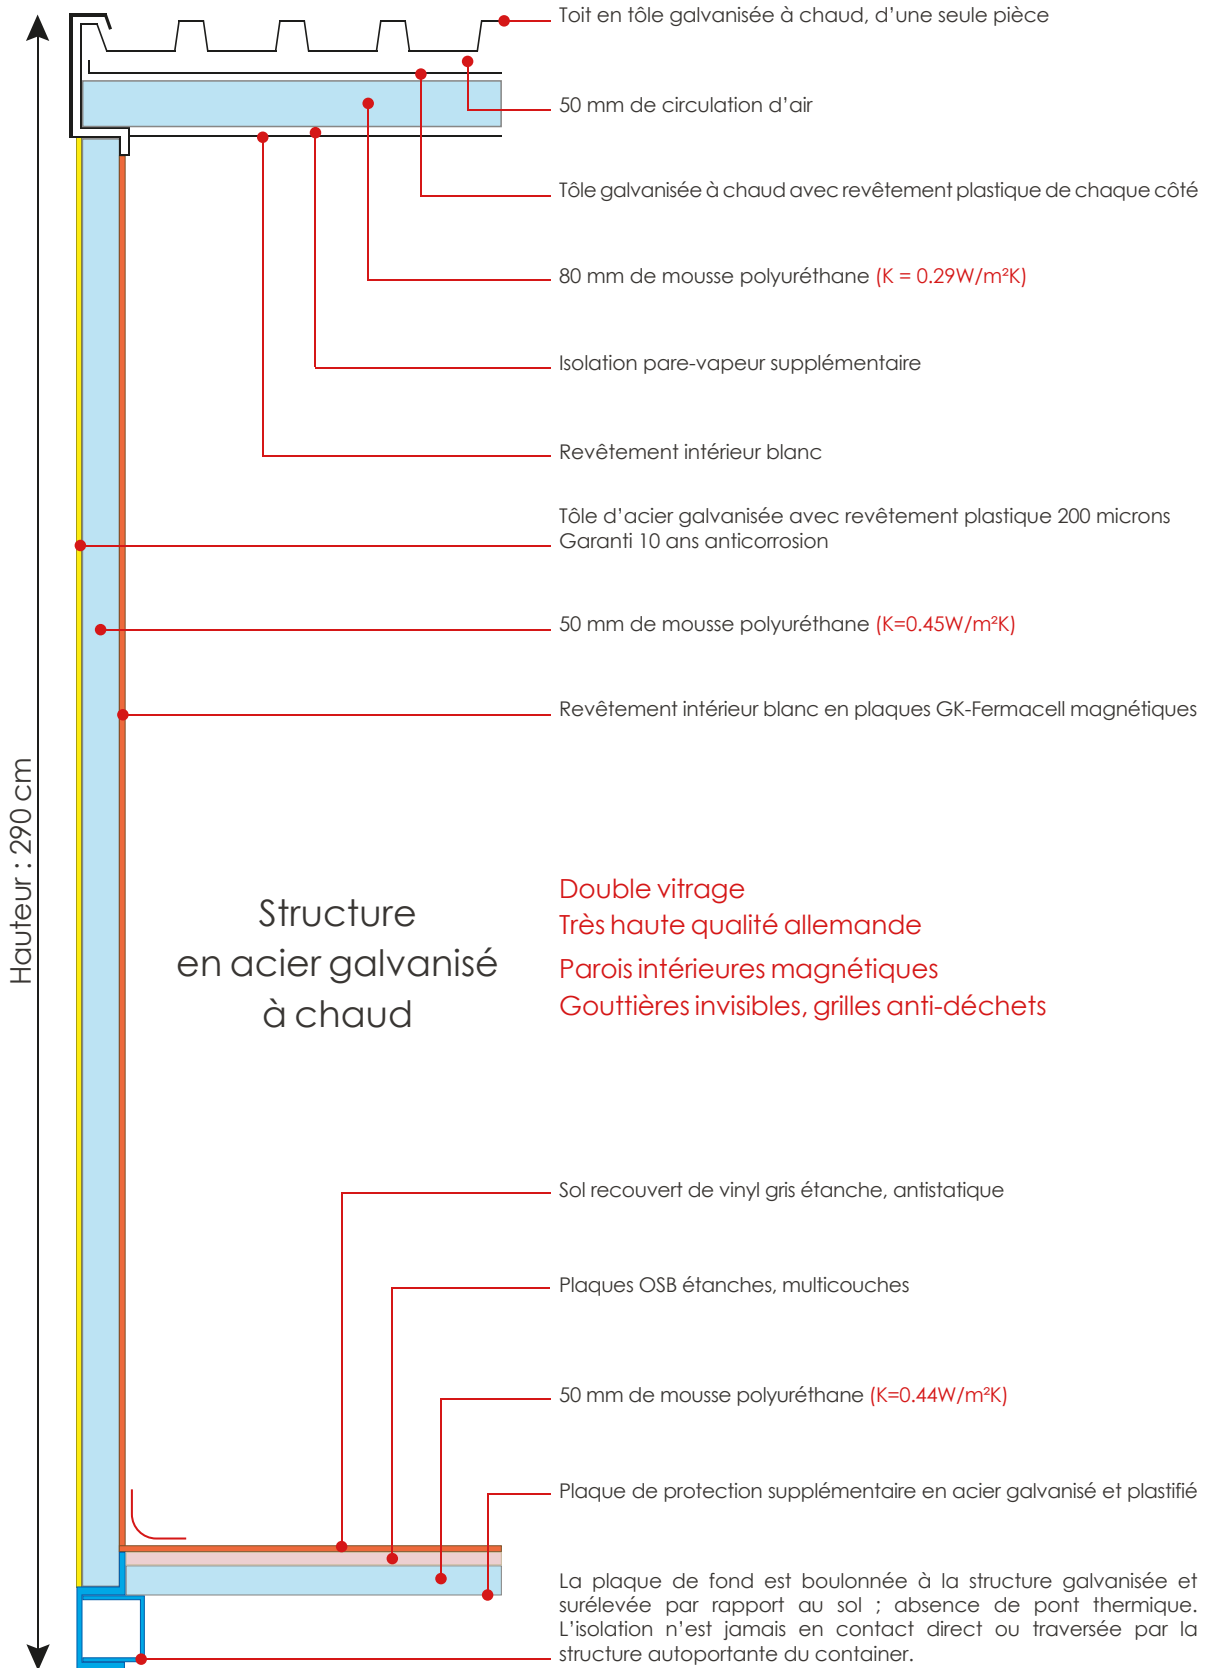 Toit en tôle galvanisée à chaud, d’une seule pièce
50 mm de circulation d’air
Tôle galvanisée à chaud avec revêtement plastique de chaque côté
80 mm de mousse polyuréthane (K = 0.29W/m²K)
Isolation pare-vapeur supplémentaire
Revêtement intérieur blanc
Tôle d’acier galvanisée avec revêtement plastique 200 microns
Garanti 10 ans anticorrosion
50 mm de mousse polyuréthane (K=0.45W/m²K)
Revêtement intérieur blanc en plaques GK-Fermacell magnétiques
Hauteur : 290 cm
Structure
en acier galvanisé
à chaud
Double vitrage
Très haute qualité allemande
Parois intérieures magnétiques
Gouttières invisibles, grilles anti-déchets
Sol recouvert de vinyl gris étanche, antistatique
Plaques OSB étanches, multicouches
50 mm de mousse polyuréthane (K=0.44W/m²K)
Plaque de protection supplémentaire en acier galvanisé et plastifié
La plaque de fond est boulonnée à la structure galvanisée et
surélevée par rapport au sol ; absence de pont thermique.
L’isolation n’est jamais en contact direct ou traversée par la
structure autoportante du container.